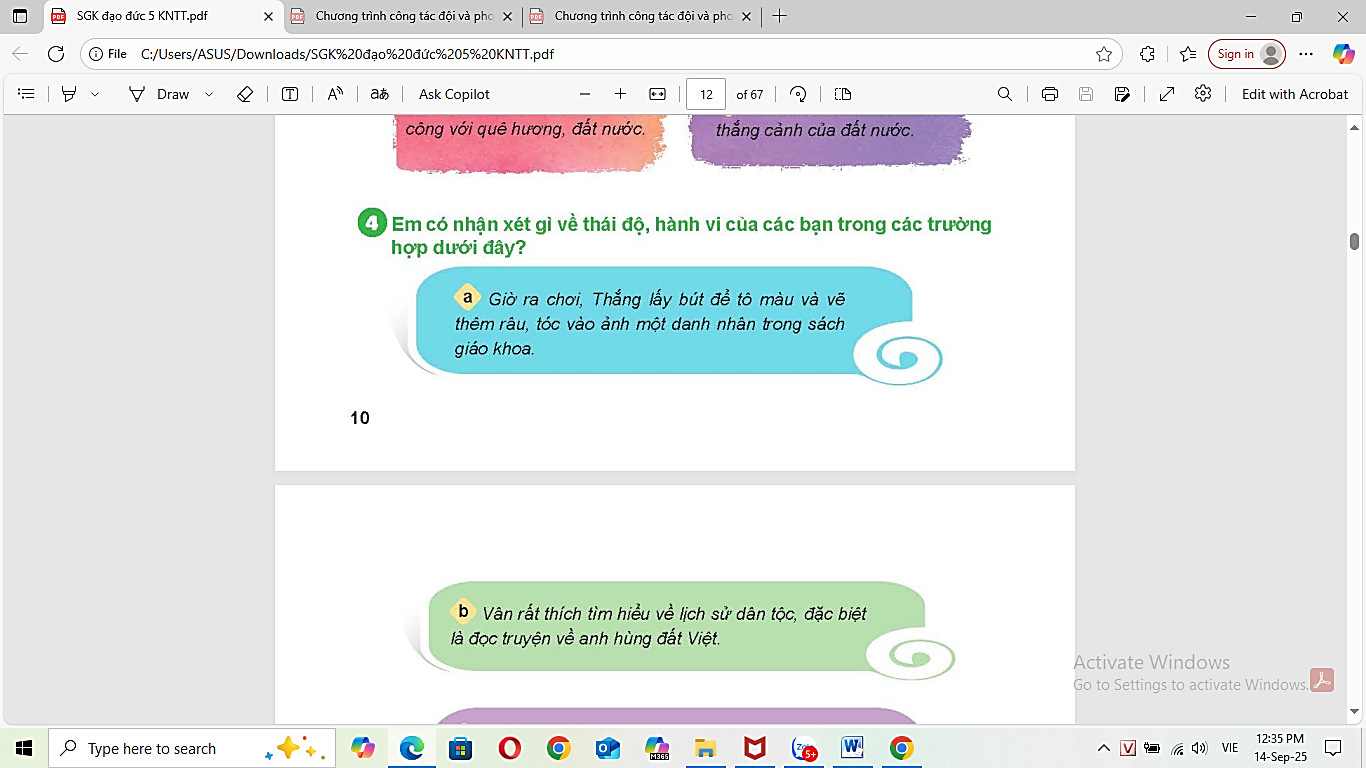 SGK đạo đức 5 KNTT.pdf
Chương trình công tác đội và pho
Chương trình công tác đội và pho
File
C:/Users/ASUS/Downloads/SGK%20đạo%20đức%205%20KNTT.pdf
Sign in
Draw
Ask Copilot
12
of 67
Edit with Acrobat
công với quê hương, đất nước.
thắng cảnh của đất nước.
4 Em có nhận xét gì về thái độ, hành vi của các bạn trong các trường
hợp dưới đây?
a Giờ ra chơi, Thắng lấy bút để tô màu và vẽ
thêm râu, tóc vào ảnh một danh nhân trong sách
giáo khoa.
10
b Vân rất thích tìm hiểu về lịch sử dân tộc, đặc biệt
là đọc truyện về anh hùng đất Việt.
Activate Windows
Go to Settings to activate Windows.
Type here to search
M365
5+
VIE
12:35 PM
14-Sep-25